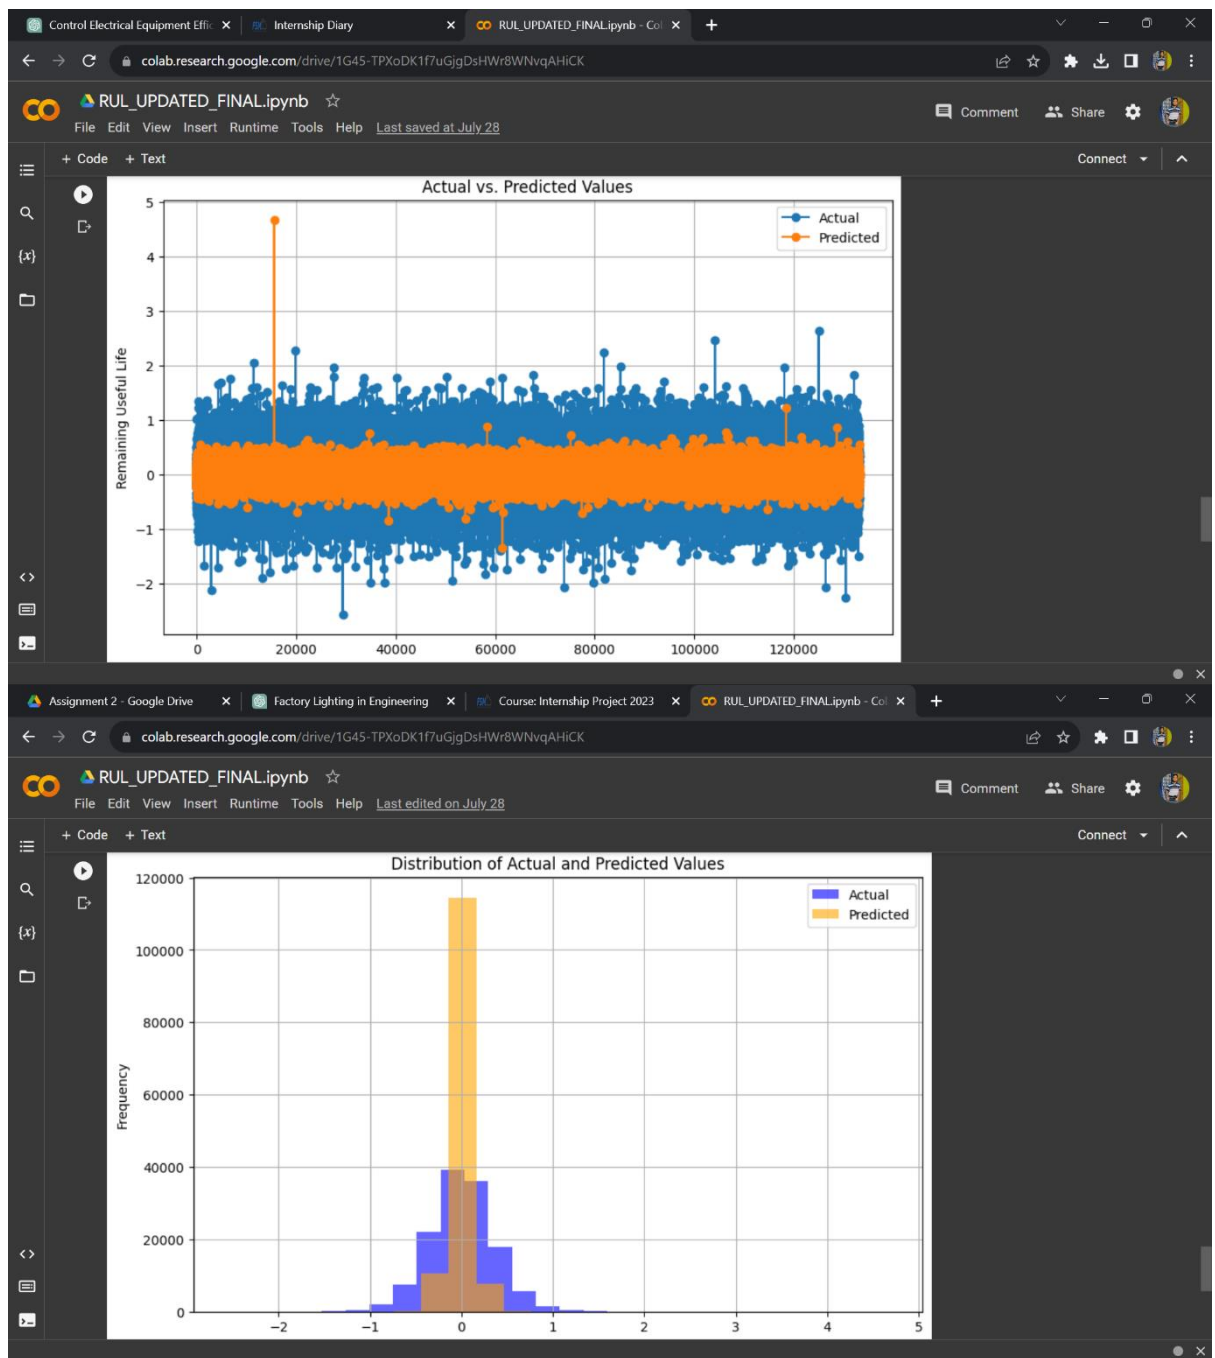 Control Electrical Equipment Effic
Internship Diary
RUL_UPDATED_FINAL.ipynb - Col
colab.research.google.com/drive/1G45-TPXoDK1f7uGjgDsHWr8WNvqAHiCK
RUL_UPDATED_FINAL.ipynb
File Edit View Insert Runtime Tools Help Last saved at July 28
Comment Share
+ Code + Text
Connect
Actual vs. Predicted Values
Actual
Predicted
5
4
3
2
1
0
−1
−2
Remaining Useful Life
0 20000 40000 60000 80000 100000 120000
Assignment 2 - Google Drive
Factory Lighting in Engineering
Course: Internship Project 2023
RUL_UPDATED_FINAL.ipynb - Col
colab.research.google.com/drive/1G45-TPXoDK1f7uGjgDsHWr8WNvqAHiCK
RUL_UPDATED_FINAL.ipynb
File Edit View Insert Runtime Tools Help Last edited on July 28
Comment Share
+ Code + Text
Connect
Distribution of Actual and Predicted Values
Actual
Predicted
120000
100000
80000
60000
40000
20000
0
Frequency
−2 −1 0 1 2 3 4 5